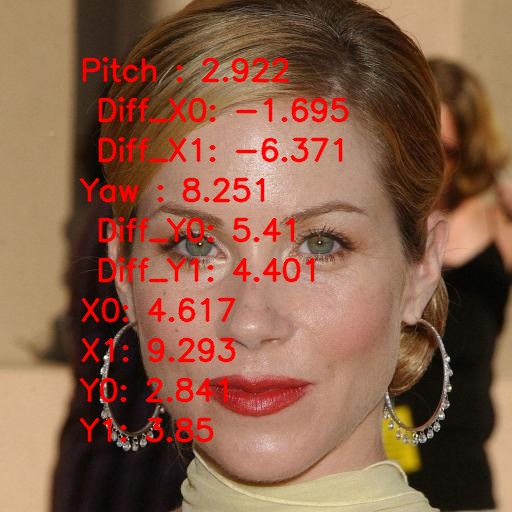 Pitch : 2.922
Diff_X0: -1.695
Diff_X1: -6.371
Yaw : 8.251
Diff_Y0: 5.41
Diff_Y1: 4.401
X0: 4.617
X1: 9.293
Y0: 2.841
Y1: 3.85